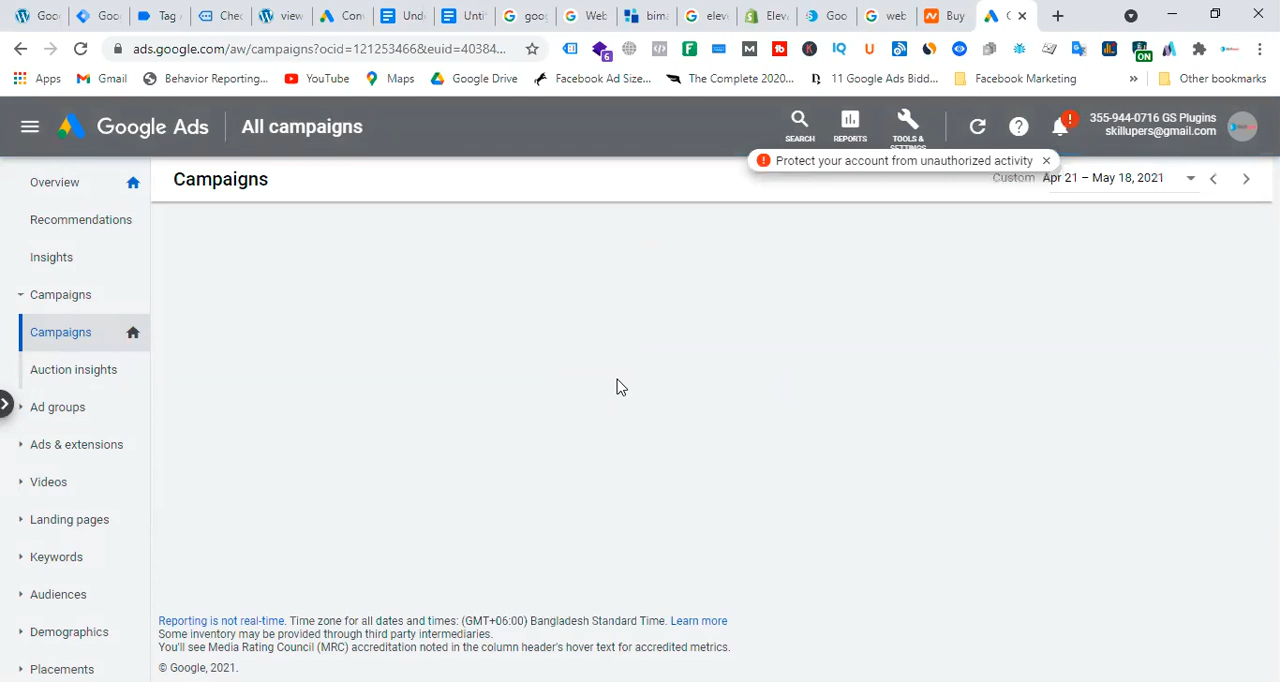 Goo
Goo
Tag
Chec
view
Con
Und
Unti
goog
Web
bima
eleve
Eleva
Goo
web
Buy
C
ads.google.com/aw/campaigns?ocid=121253466&euid=40384...
6
ON
Apps
Gmail
Behavior Reporting...
YouTube
Maps
Google Drive
Facebook Ad Size...
The Complete 2020...
11 Google Ads Bidd...
Facebook Marketing
»
Other bookmarks
Google Ads
All campaigns
SEARCH
REPORTS
TOOLS &
SETTINGS
355-944-0716 GS Plugins
skillupers@gmail.com
Protect your account from unauthorized activity
Campaigns
Custom
Apr 21 – May 18, 2021
Overview
Recommendations
Insights
Campaigns
Campaigns
Auction insights
Ad groups
Ads & extensions
Videos
Landing pages
Keywords
Audiences
Demographics
Placements
Reporting is not real-time. Time zone for all dates and times: (GMT+06:00) Bangladesh Standard Time. Learn more
Some inventory may be provided through third party intermediaries.
You'll see Media Rating Council (MRC) accreditation noted in the column header's hover text for accredited metrics.
© Google, 2021.